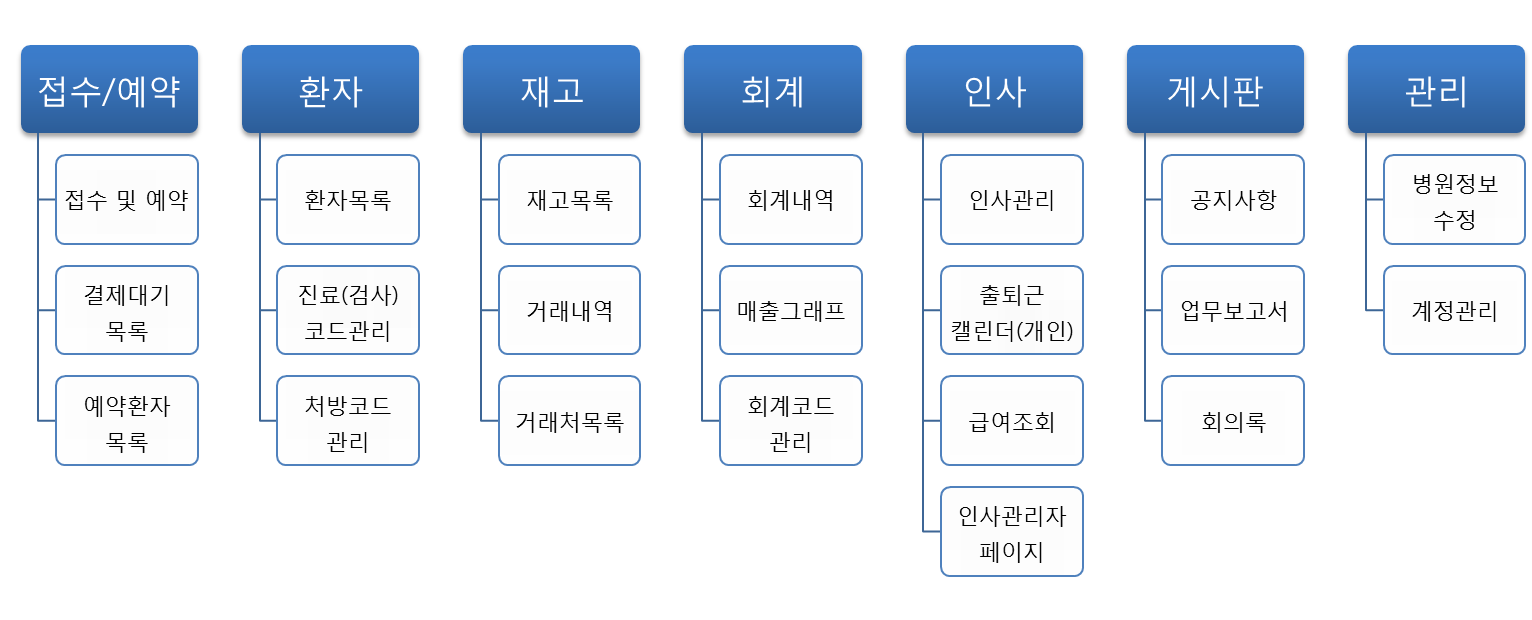 접수/예약
접수 및 예약
결제대기
목록
예약환자
목록
환자
환자목록
진료(검사)
코드관리
처방코드
관리
재고
재고목록
거래내역
거래처목록
회계
회계내역
매출그래프
회계코드
관리
인사
인사관리
출퇴근
캘린더(개인)
급여조회
인사관리자
페이지
게시판
공지사항
업무보고서
회의록
관리
병원정보
수정
계정관리